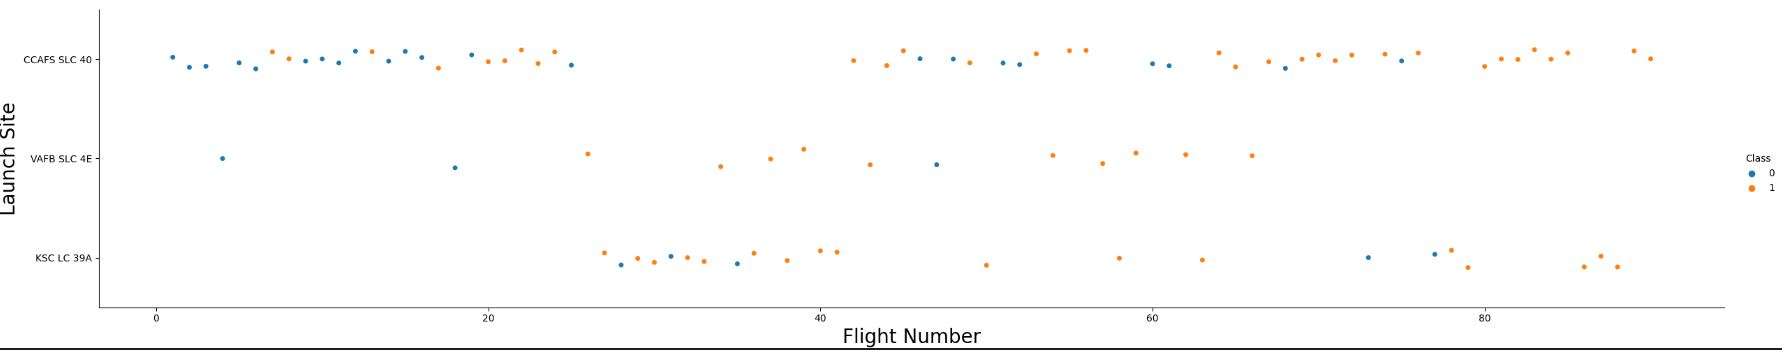 CCAFS SLC 40
VAFB SLC 4E
KSC LC 39A
Launch Site
0 20 40 60 80
Flight Number
Class
0
1